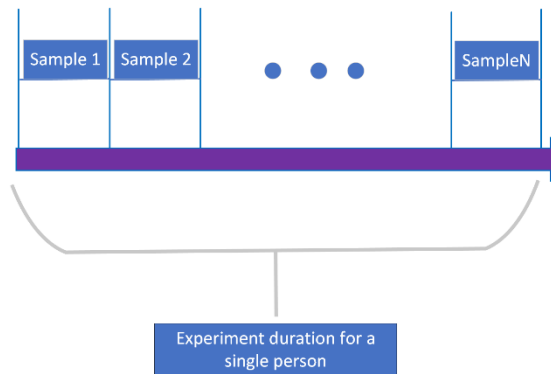 Sample 1
Sample 2
SampleN
Experiment duration for a
single person